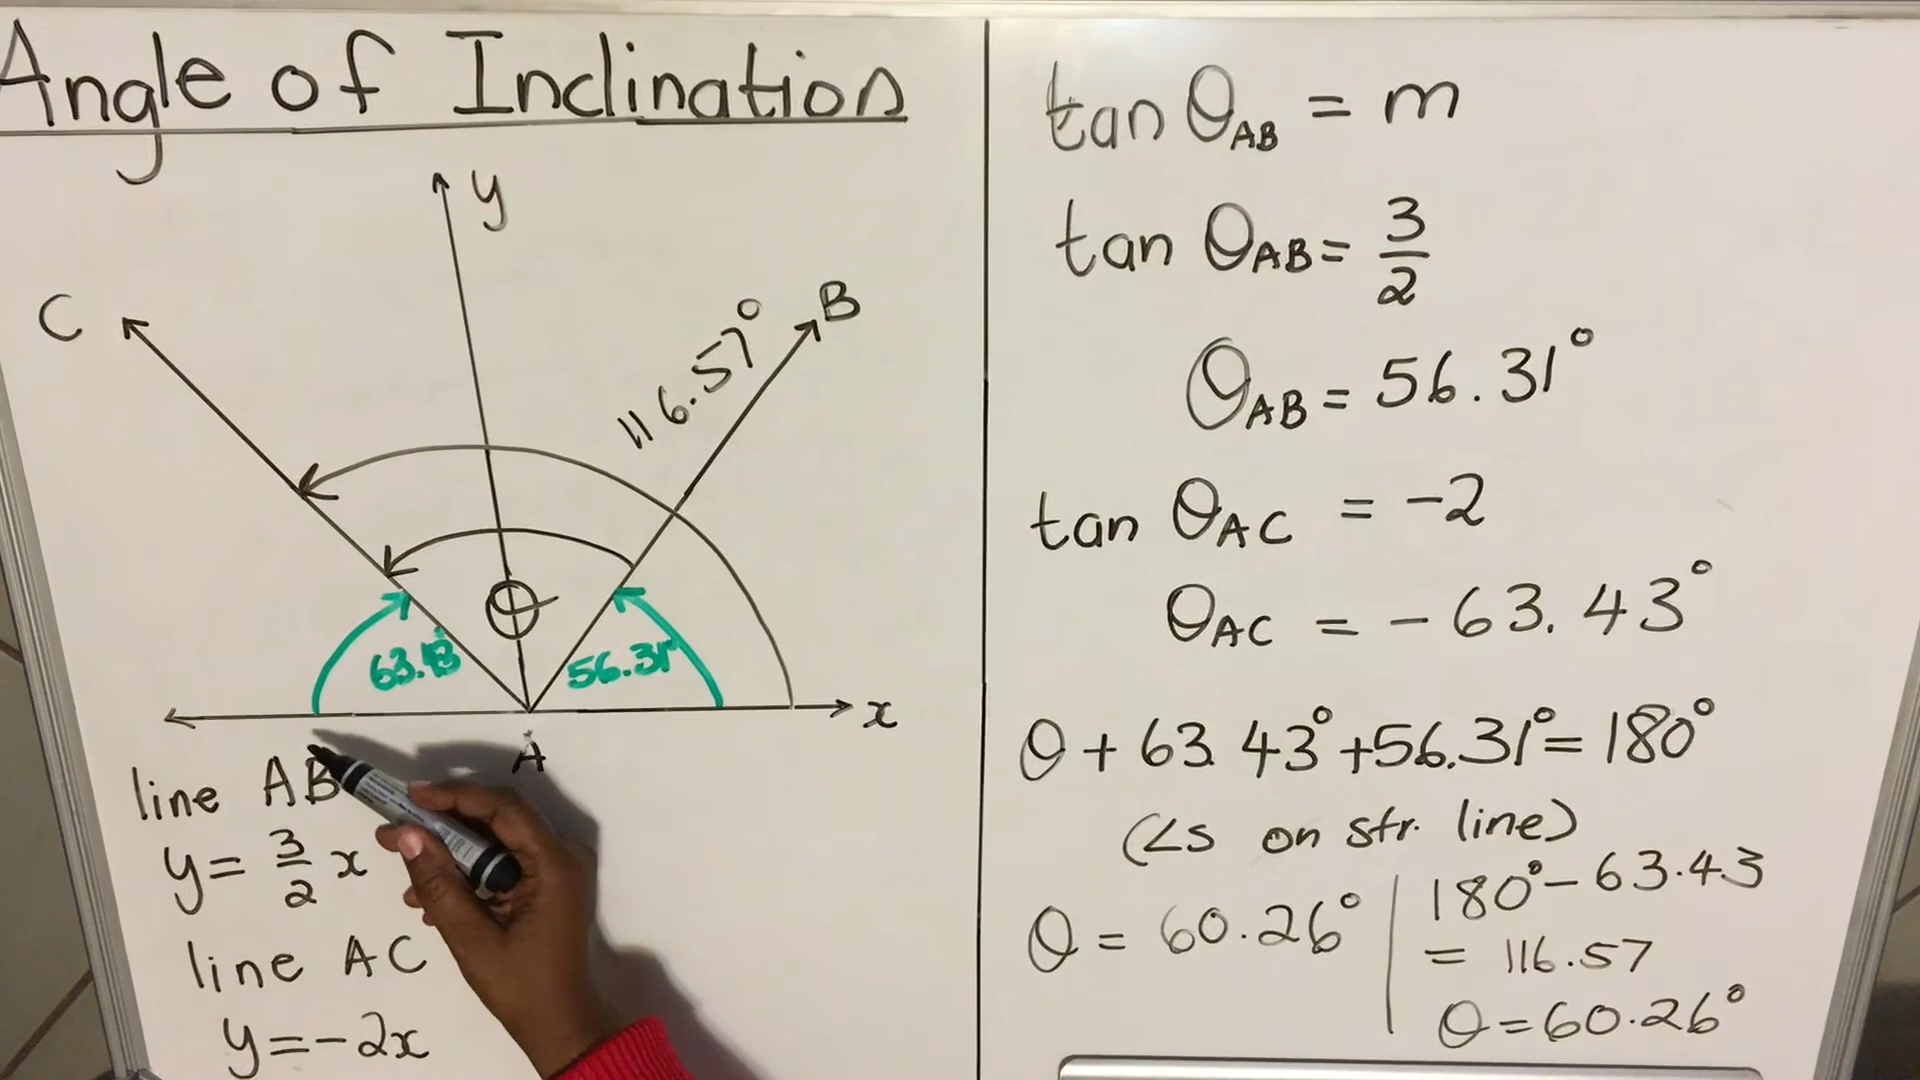 Angle of Inclination
y
C
B
116.57°
θ
63.43°
56.31°
x
A
line AB
y = 3/2 x
line AC
y = -2x
tan θAB = m
tan θAB = 3/2
θAB = 56.31°
tan θAC = -2
θAC = -63.43°
θ + 63.43° + 56.31° = 180°
(∠s on str. line)
θ = 60.26°
180° - 63.43
= 116.57
θ = 60.26°